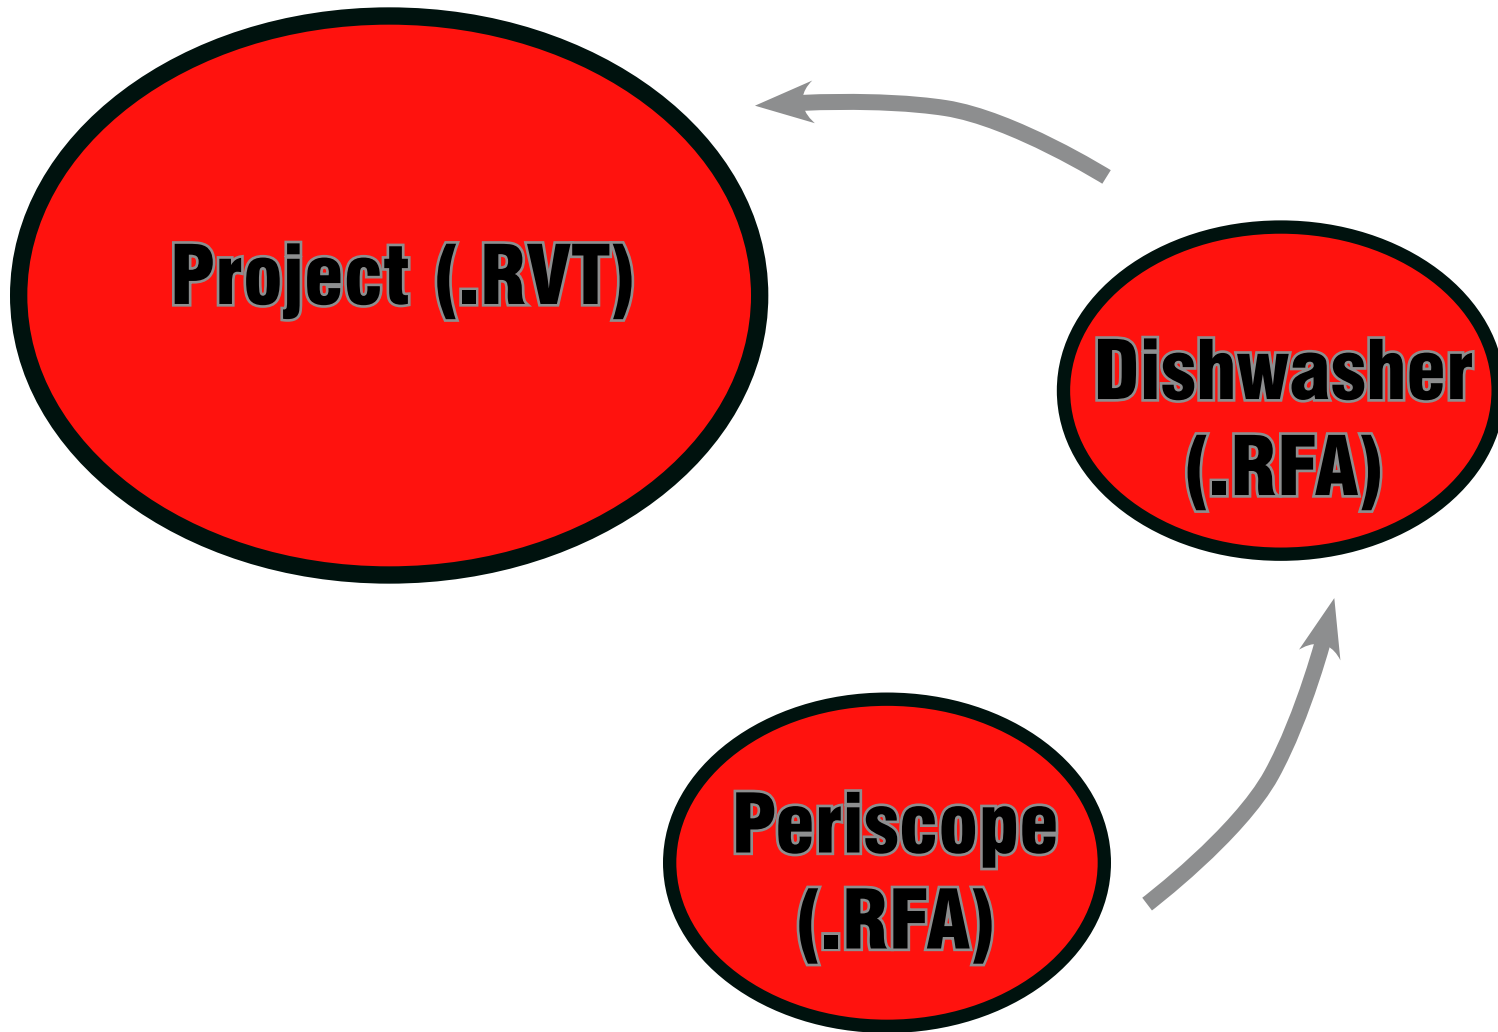 Project (.RVT)
Dishwasher
(.RFA)
Periscope
(.RFA)